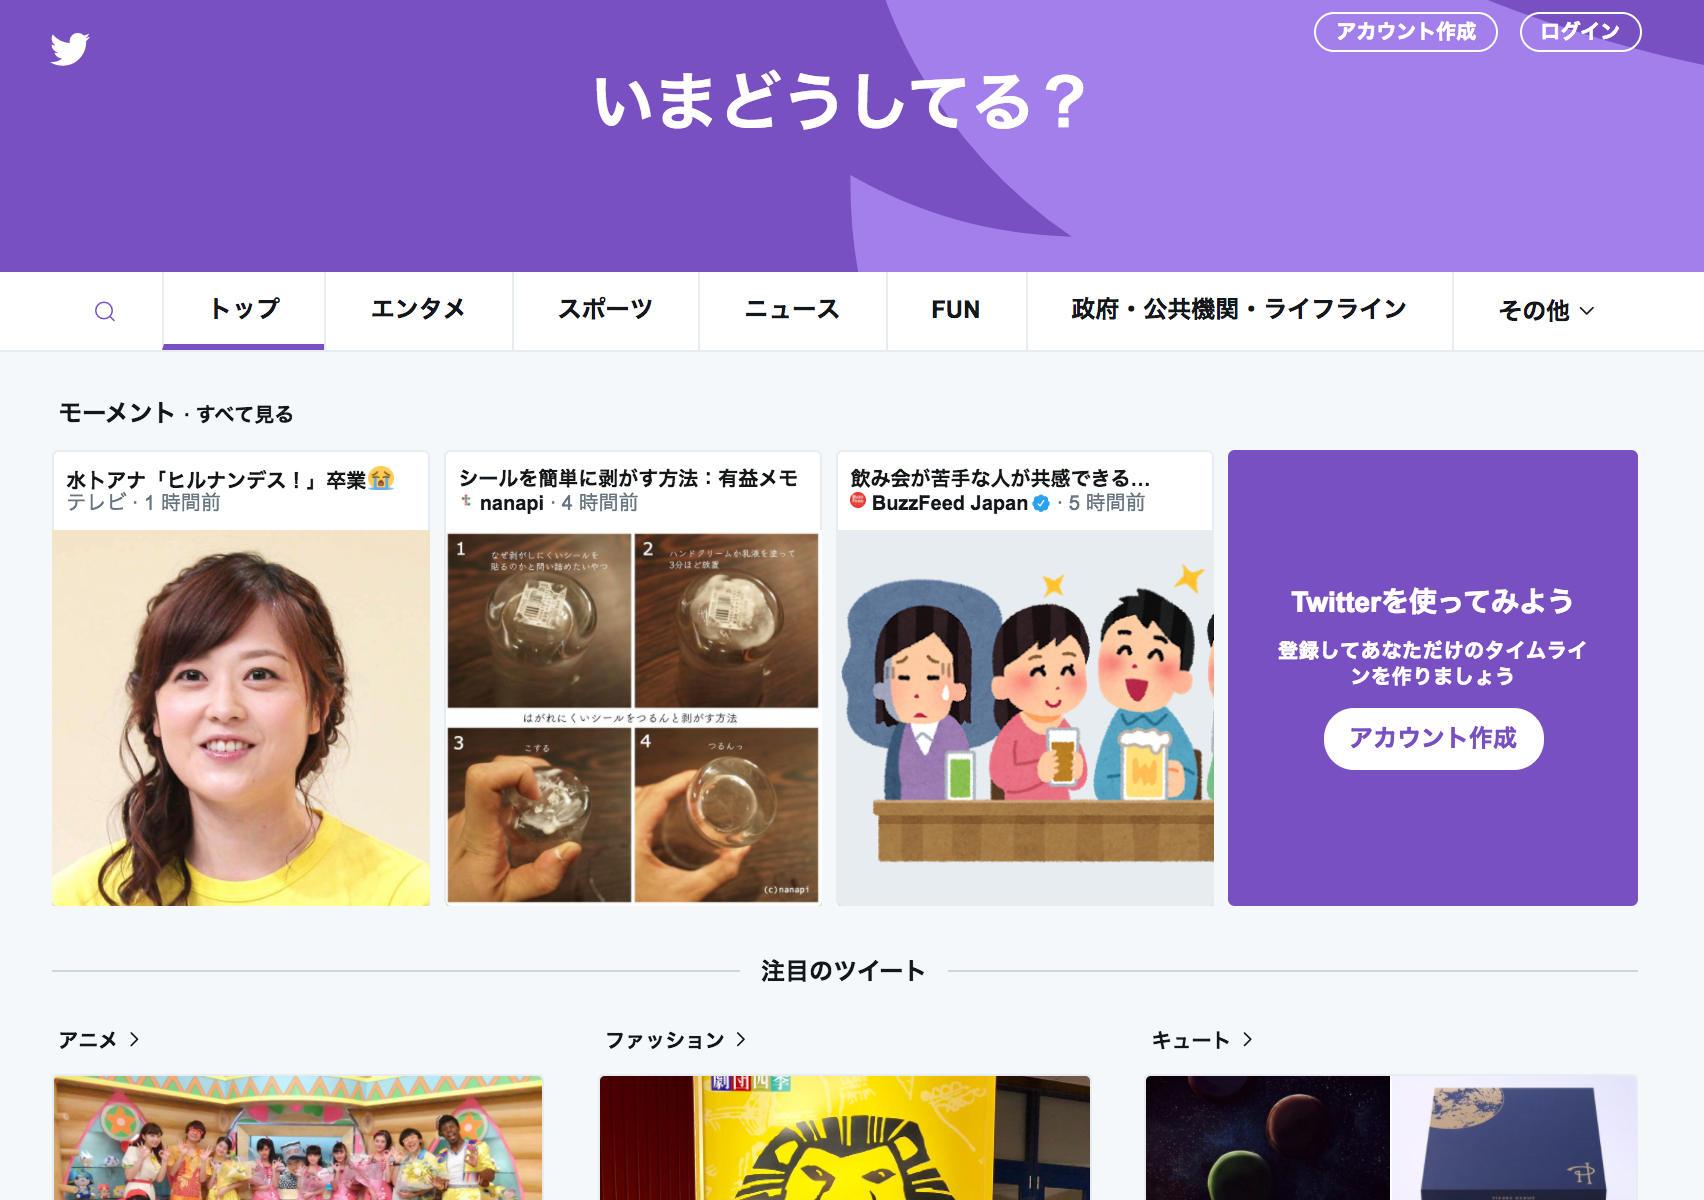 アカウント作成
ログイン
いまどうしてる？
トップ
エンタメ
スポーツ
ニュース
FUN
政府・公共機関・ライフライン
その他
モーメント · すべて見る
水卜アナ「ヒルナンデス！」卒業😭
テレビ · 1 時間前
シールを簡単に剥がす方法：有益メモ
nanapi · 4 時間前
1
なぜ剥がしにくいシールを
貼るのかと問い詰めたいやつ
2
ハンドクリームか乳液を塗って
3分ほど放置
はがれにくいシールをつるんと剥がす方法
3
こする
4
つるんっ
(c)nanapi
飲み会が苦手な人が共感できる...
BuzzFeed Japan · 5 時間前
Twitterを使ってみよう
登録してあなただけのタイムライ
ンを作りましょう
アカウント作成
注目のツイート
アニメ
ファッション
キュート
劇団四季